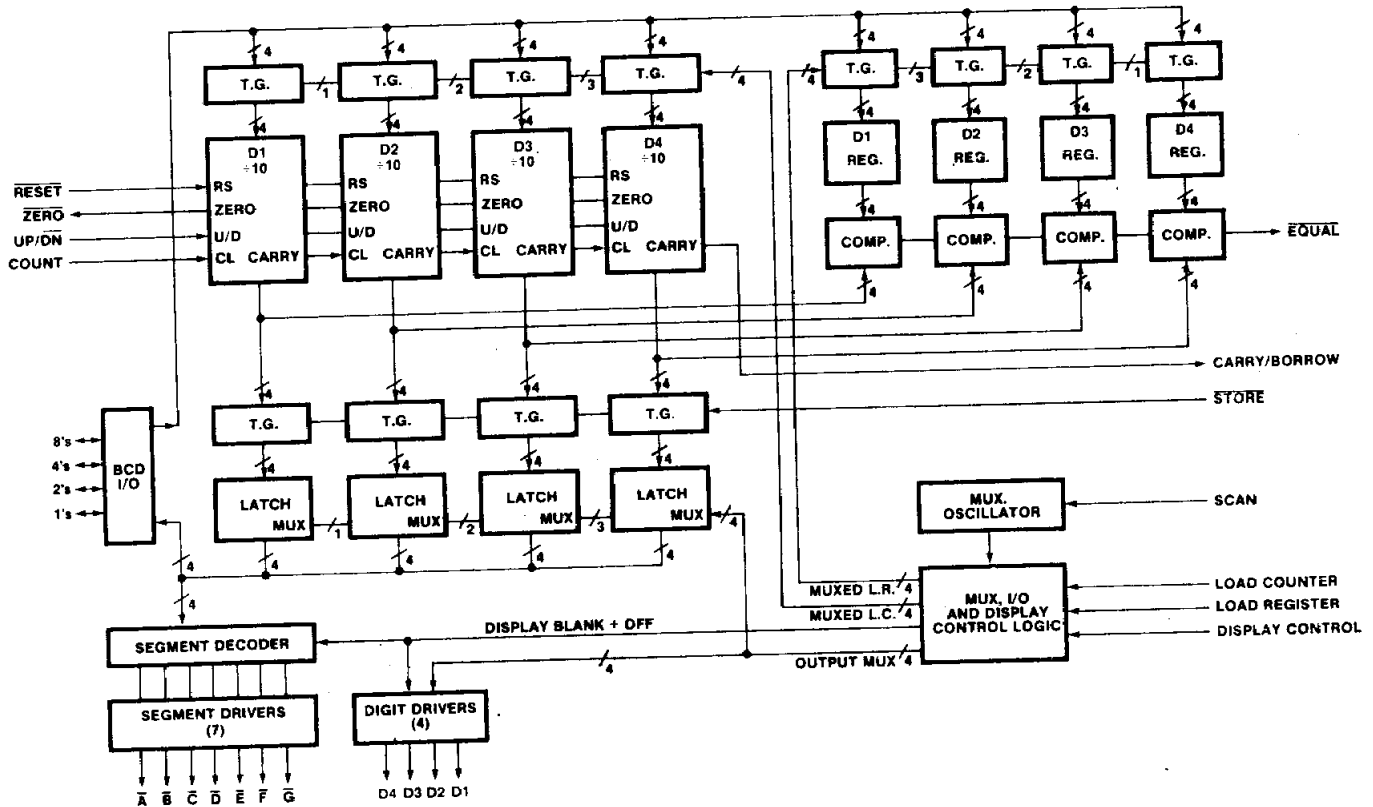 4 4 4 4 4 4 4 4
T.G. 1 T.G. 2 T.G. 3 T.G. 4 4 T.G. 3 T.G. 2 T.G. 1 T.G.
4 4 4 4 4 4 4 4
D1 ÷10 D2 ÷10 D3 ÷10 D4 ÷10
D1 REG. D2 REG. D3 REG. D4 REG.
R̅E̅S̅E̅T̅ RS RS RS RS
Z̅E̅R̅O̅ ZERO ZERO ZERO ZERO
UP/D̅N̅ U/D U/D U/D U/D
COUNT CL CARRY CL CARRY CL CARRY CL CARRY
4 4 4 4
COMP. COMP. COMP. COMP. E̅Q̅U̅A̅L̅
4 4 4 4
CARRY/BORROW
4 4 4 4
T.G. T.G. T.G. T.G. S̅T̅O̅R̅E̅
4 4 4 4
8's
4's
2's
1's
BCD I/O
LATCH MUX 1 LATCH MUX 2 LATCH MUX 3 LATCH MUX 4
4 4 4 4 4
4
MUX. OSCILLATOR SCAN
MUXED L.R. 4
MUXED L.C. 4
MUX, I/O
AND DISPLAY
CONTROL LOGIC
LOAD COUNTER
LOAD REGISTER
DISPLAY CONTROL
DISPLAY BLANK + OFF
OUTPUT MUX 4
4
SEGMENT DECODER
SEGMENT DRIVERS
(7)
DIGIT DRIVERS
(4)
A̅ B̅ C̅ D̅ E̅ F̅ G̅
D4 D3 D2 D1